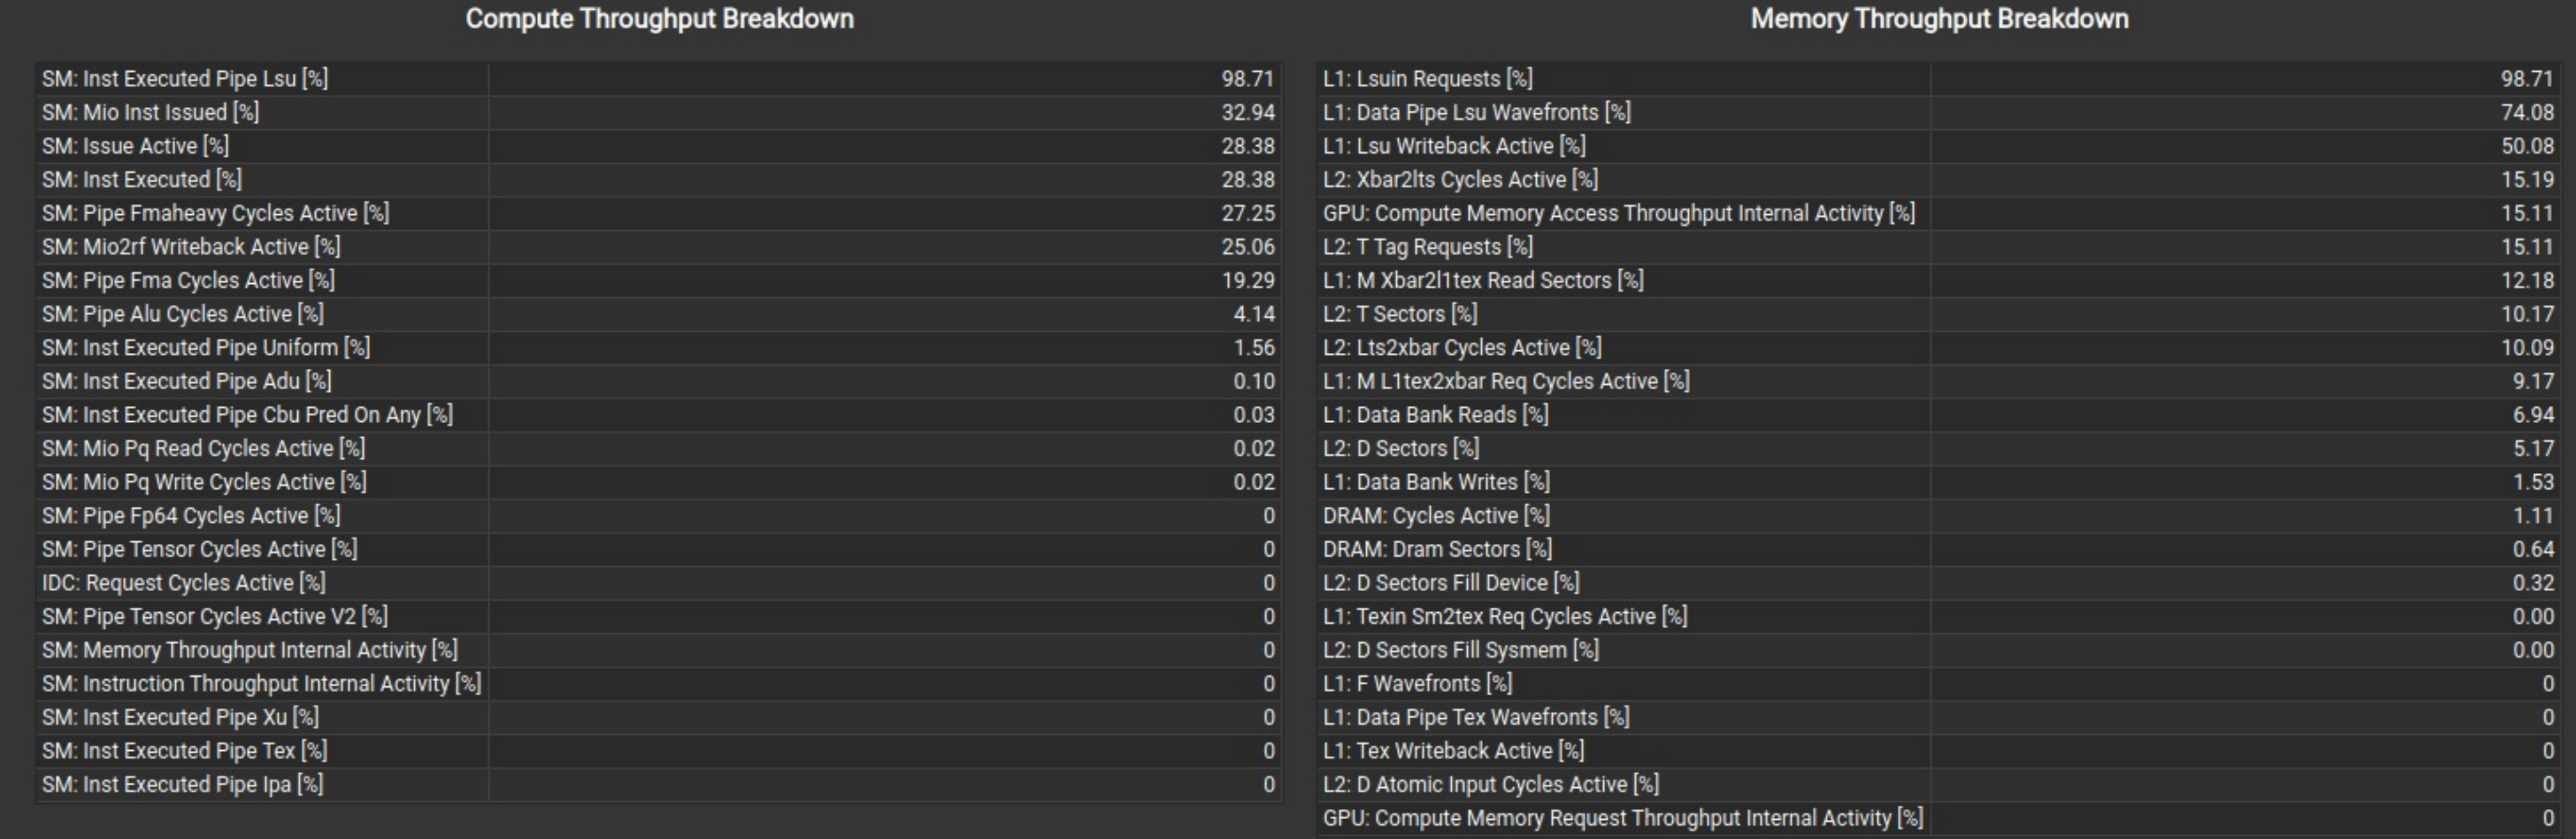 Compute Throughput Breakdown
SM: Inst Executed Pipe Lsu [%] 98.71
SM: Mio Inst Issued [%] 32.94
SM: Issue Active [%] 28.38
SM: Inst Executed [%] 28.38
SM: Pipe Fmaheavy Cycles Active [%] 27.25
SM: Mio2rf Writeback Active [%] 25.06
SM: Pipe Fma Cycles Active [%] 19.29
SM: Pipe Alu Cycles Active [%] 4.14
SM: Inst Executed Pipe Uniform [%] 1.56
SM: Inst Executed Pipe Adu [%] 0.10
SM: Inst Executed Pipe Cbu Pred On Any [%] 0.03
SM: Mio Pq Read Cycles Active [%] 0.02
SM: Mio Pq Write Cycles Active [%] 0.02
SM: Pipe Fp64 Cycles Active [%] 0
SM: Pipe Tensor Cycles Active [%] 0
IDC: Request Cycles Active [%] 0
SM: Pipe Tensor Cycles Active V2 [%] 0
SM: Memory Throughput Internal Activity [%] 0
SM: Instruction Throughput Internal Activity [%] 0
SM: Inst Executed Pipe Xu [%] 0
SM: Inst Executed Pipe Tex [%] 0
SM: Inst Executed Pipe Ipa [%] 0
Memory Throughput Breakdown
L1: Lsuin Requests [%] 98.71
L1: Data Pipe Lsu Wavefronts [%] 74.08
L1: Lsu Writeback Active [%] 50.08
L2: Xbar2lts Cycles Active [%] 15.19
GPU: Compute Memory Access Throughput Internal Activity [%] 15.11
L2: T Tag Requests [%] 15.11
L1: M Xbar2l1tex Read Sectors [%] 12.18
L2: T Sectors [%] 10.17
L2: Lts2xbar Cycles Active [%] 10.09
L1: M L1tex2xbar Req Cycles Active [%] 9.17
L1: Data Bank Reads [%] 6.94
L2: D Sectors [%] 5.17
L1: Data Bank Writes [%] 1.53
DRAM: Cycles Active [%] 1.11
DRAM: Dram Sectors [%] 0.64
L2: D Sectors Fill Device [%] 0.32
L1: Texin Sm2tex Req Cycles Active [%] 0.00
L2: D Sectors Fill Sysmem [%] 0.00
L1: F Wavefronts [%] 0
L1: Data Pipe Tex Wavefronts [%] 0
L1: Tex Writeback Active [%] 0
L2: D Atomic Input Cycles Active [%] 0
GPU: Compute Memory Request Throughput Internal Activity [%] 0